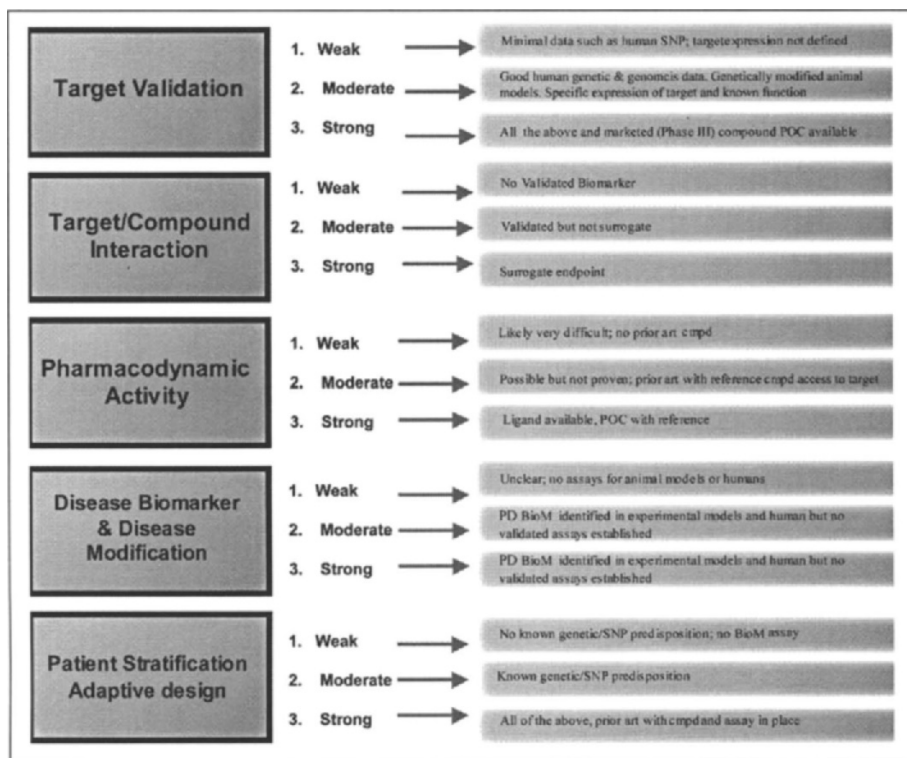 Target Validation
1. Weak
Minimal data such as human SNP; targetexpression not defined
2. Moderate
Good human genetic & genomeis data. Genetically modified animal
models. Specific expression of target and known function
3. Strong
All the above and marketed (Phase III) compound POC available
Target/Compound
Interaction
1. Weak
No Validated Biomarker
2. Moderate
Validated but not surrogate
3. Strong
Surrogate endpoint
Pharmacodynamic
Activity
1. Weak
Likely very difficult; no prior art cmpd
2. Moderate
Possible but not proven; prior art with reference cmpd access to target
3. Strong
Ligand available, POC with reference
Disease Biomarker
& Disease
Modification
1. Weak
Unclear; no assays for animal models or humans
2. Moderate
PD BioM identified in experimental models and human but no
validated assays established
3. Strong
PD BioM identified in experimental models and human but no
validated assays established
Patient Stratification
Adaptive design
1. Weak
No known genetic/SNP predisposition; no BioM assay
2. Moderate
Known genetic/SNP predisposition
3. Strong
All of the above, prior art with cmpd and assay in place